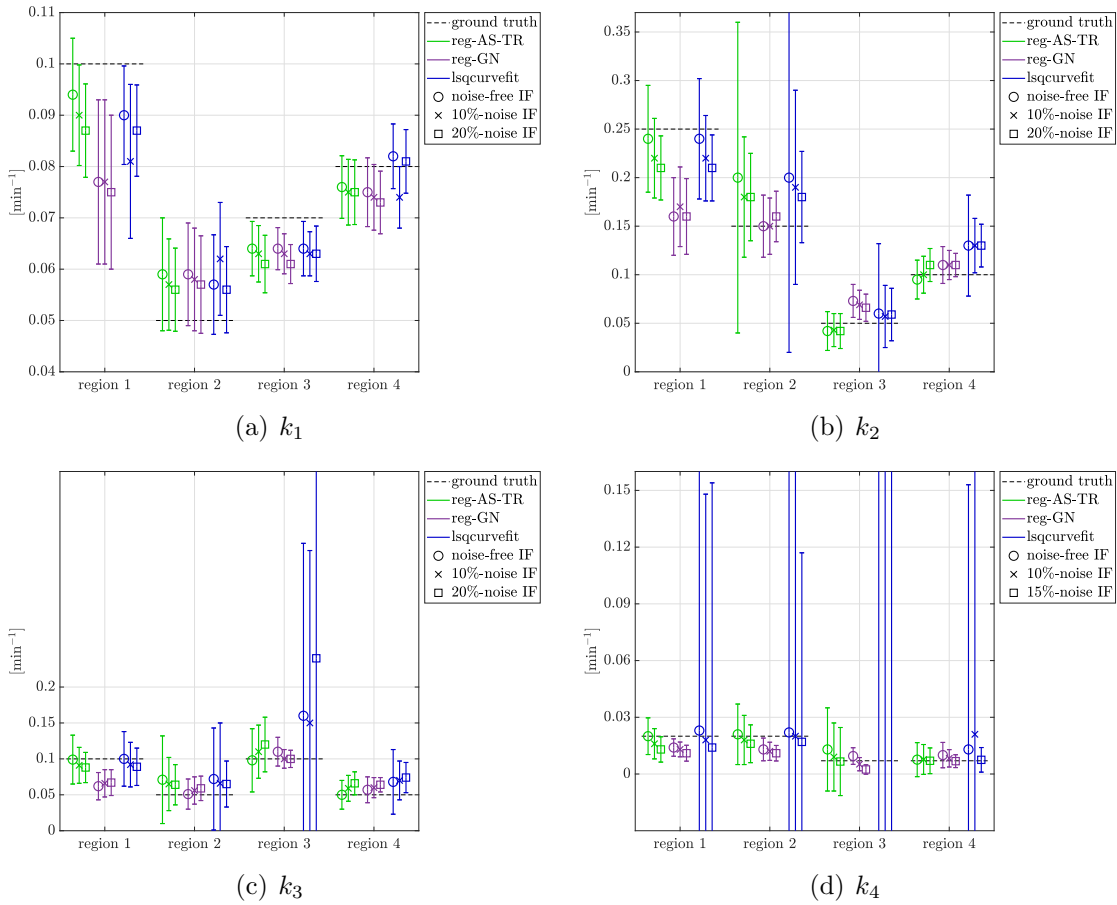 0.11
0.1
0.09
0.08
0.07
0.06
0.05
0.04
[min⁻¹]
region 1 region 2 region 3 region 4
ground truth
reg-AS-TR
reg-GN
lsqcurvefit
noise-free IF
10%-noise IF
20%-noise IF
(a) k₁
0.35
0.3
0.25
0.2
0.15
0.1
0.05
0
[min⁻¹]
region 1 region 2 region 3 region 4
ground truth
reg-AS-TR
reg-GN
lsqcurvefit
noise-free IF
10%-noise IF
20%-noise IF
(b) k₂
0.2
0.15
0.1
0.05
0
[min⁻¹]
region 1 region 2 region 3 region 4
ground truth
reg-AS-TR
reg-GN
lsqcurvefit
noise-free IF
10%-noise IF
20%-noise IF
(c) k₃
0.15
0.12
0.09
0.06
0.03
0
[min⁻¹]
region 1 region 2 region 3 region 4
ground truth
reg-AS-TR
reg-GN
lsqcurvefit
noise-free IF
10%-noise IF
15%-noise IF
(d) k₄